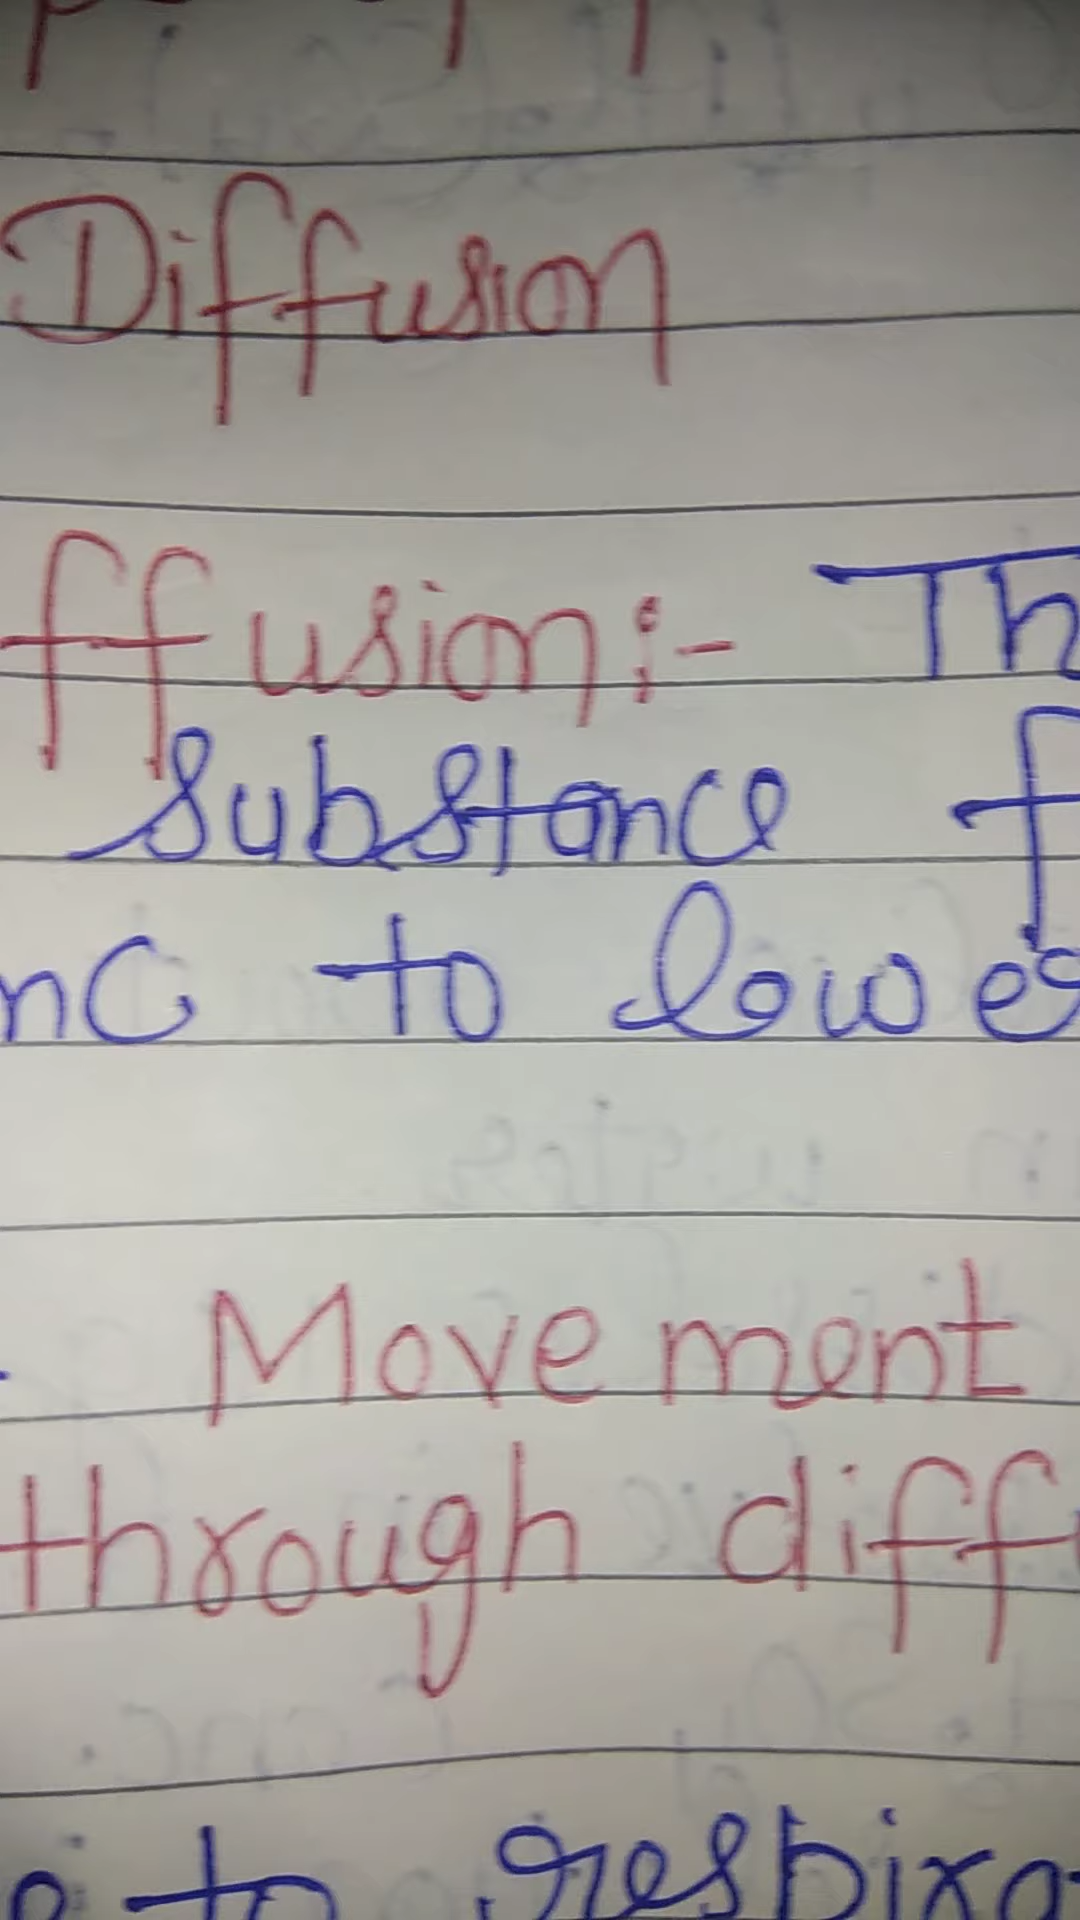 Diffusion
ffusion:- Th
substance f
nc to lowe
Movement
through diff
to respira